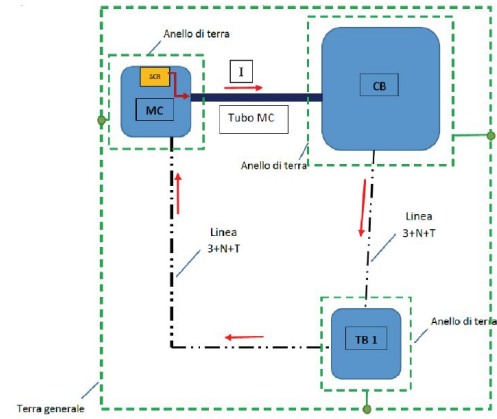 Anello di terra
SCR
I
MC
CB
Tubo MC
Anello di terra
Linea
3+N+T
Linea
3+N+T
Anello di terra
TB 1
Terra generale